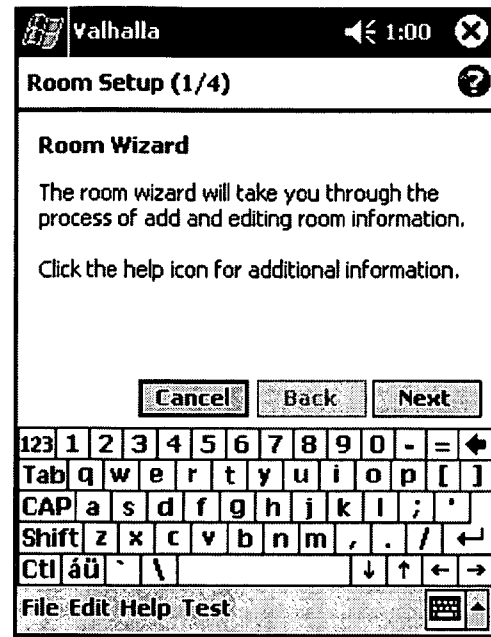 Valhalla 1:00
Room Setup (1/4) ?
Room Wizard
The room wizard will take you through the
process of add and editing room information.
Click the help icon for additional information.
Cancel Back Next
123 1 2 3 4 5 6 7 8 9 0 - = ←
Tab q w e r t y u i o p [ ]
CAP a s d f g h j k l ; '
Shift z x c v b n m , . / ↵
Ctl áü ` \ ↓ ↑ ← →
File Edit Help Test